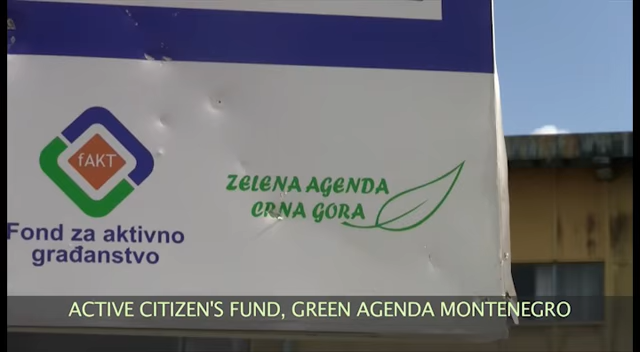 fAKT
Fond za aktivno
građanstvo
ZELENA AGENDA
CRNA GORA
ACTIVE CITIZEN'S FUND, GREEN AGENDA MONTENEGRO